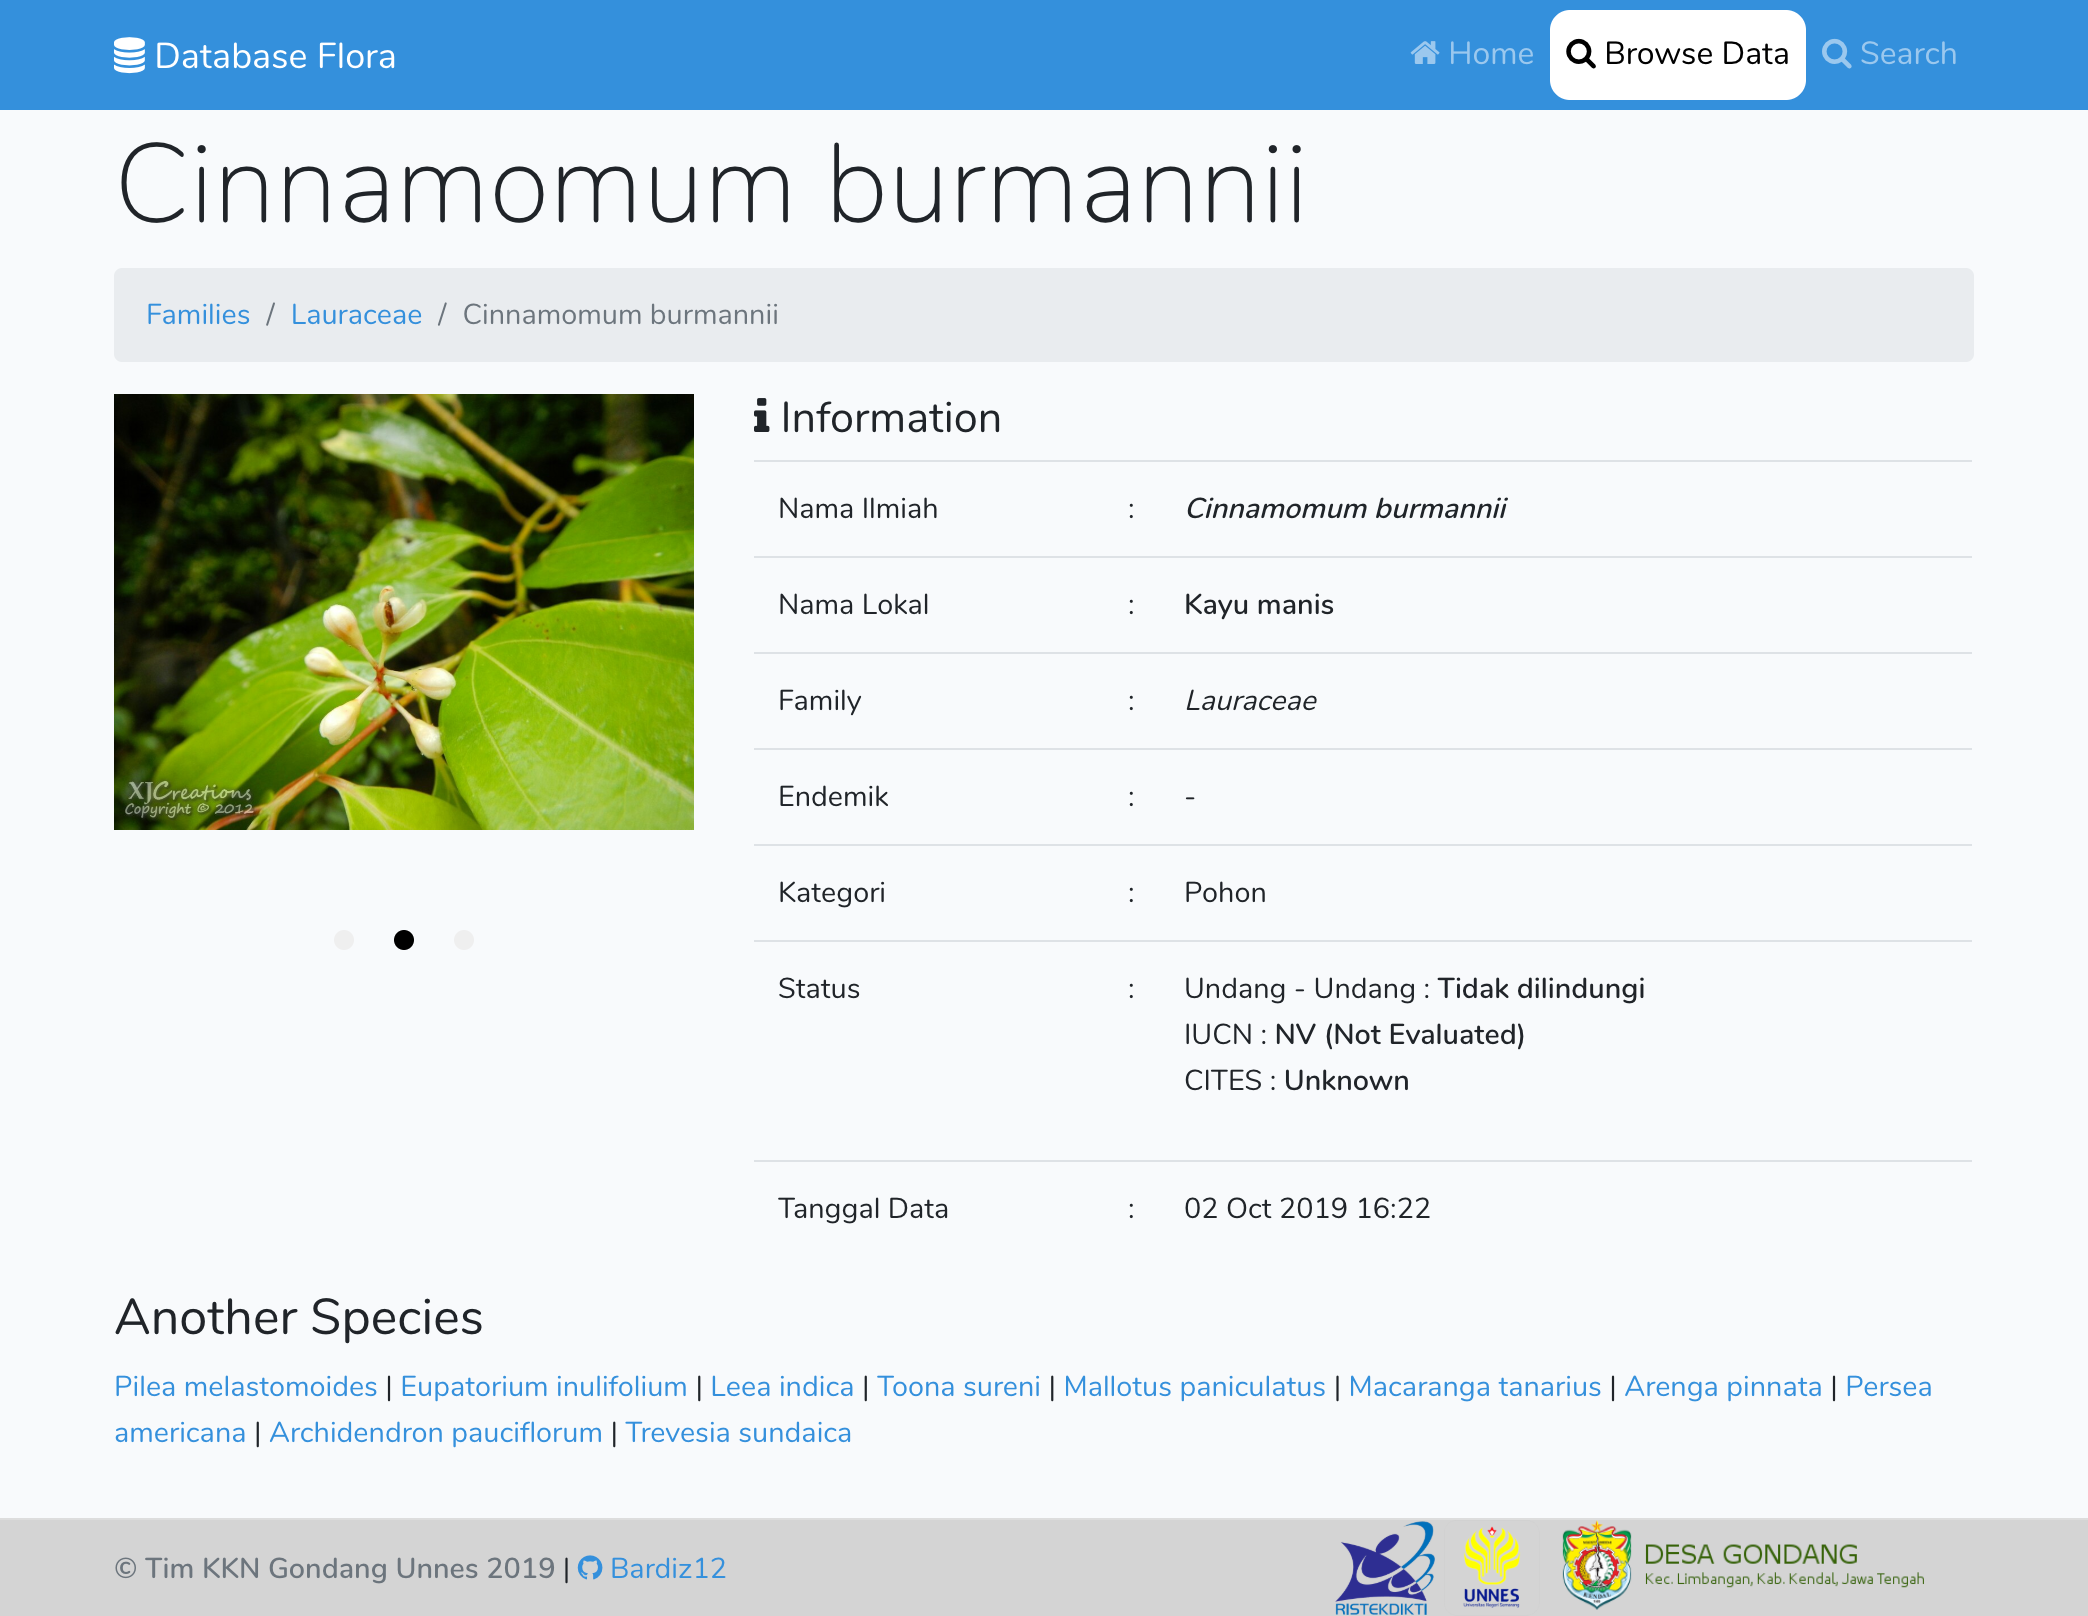 Database Flora
Home
Browse Data
Search
Cinnamomum burmannii
Families / Lauraceae / Cinnamomum burmannii
XJCreations
Copyright © 2012
Information
Nama Ilmiah : Cinnamomum burmannii
Nama Lokal : Kayu manis
Family : Lauraceae
Endemik : -
Kategori : Pohon
Status : Undang - Undang : Tidak dilindungi
IUCN : NV (Not Evaluated)
CITES : Unknown
Tanggal Data : 02 Oct 2019 16:22
Another Species
Pilea melastomoides | Eupatorium inulifolium | Leea indica | Toona sureni | Mallotus paniculatus | Macaranga tanarius | Arenga pinnata | Persea
americana | Archidendron pauciflorum | Trevesia sundaica
© Tim KKN Gondang Unnes 2019 | Bardiz12
RISTEKDIKTI
UNNES
Universitas Negeri Semarang
KENDAL
DESA GONDANG
Kec. Limbangan, Kab. Kendal, Jawa Tengah